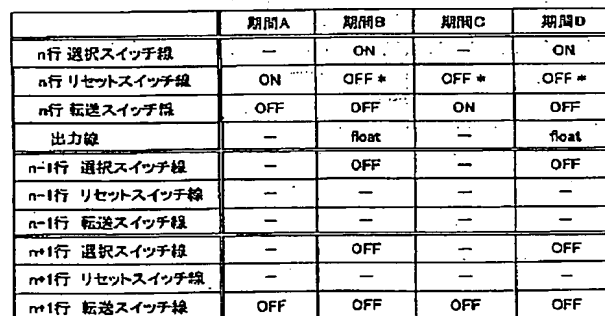 期間A 期間B 期間C 期間D
n行 選択スイッチ線 — ON — ON
n行 リセットスイッチ線 ON OFF * OFF * OFF *
n行 転送スイッチ線 OFF OFF ON OFF
出力線 — float — float
n-1行 選択スイッチ線 — OFF — OFF
n-1行 リセットスイッチ線 — — — —
n-1行 転送スイッチ線 — — — —
n+1行 選択スイッチ線 — OFF — OFF
n+1行 リセットスイッチ線 — — — —
n+1行 転送スイッチ線 OFF OFF OFF OFF